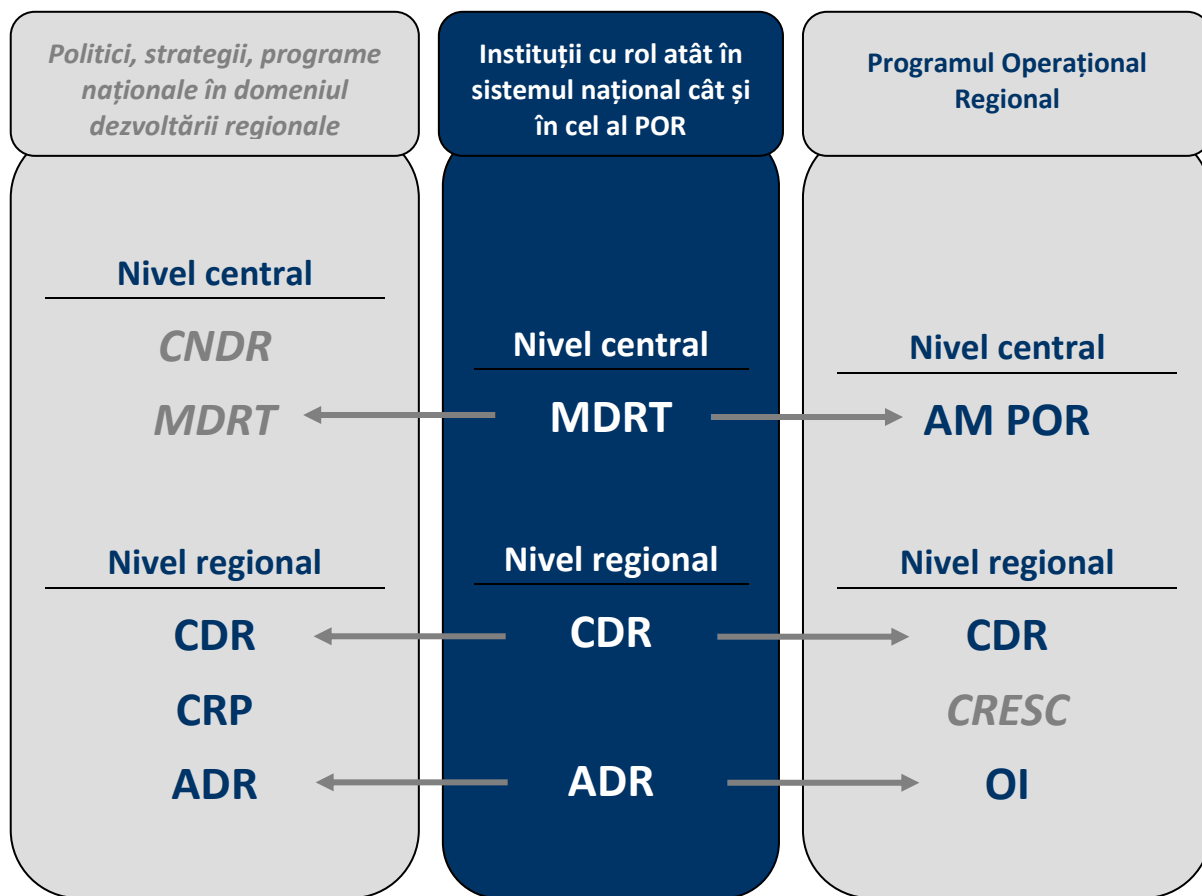 Politici, strategii, programe
naționale în domeniul
dezvoltării regionale
Nivel central
CNDR
MDRT
Nivel regional
CDR
CRP
ADR
Instituții cu rol atât în
sistemul național cât și
în cel al POR
Nivel central
MDRT
Nivel regional
CDR
ADR
Programul Operațional
Regional
Nivel central
AM POR
Nivel regional
CDR
CRESC
OI